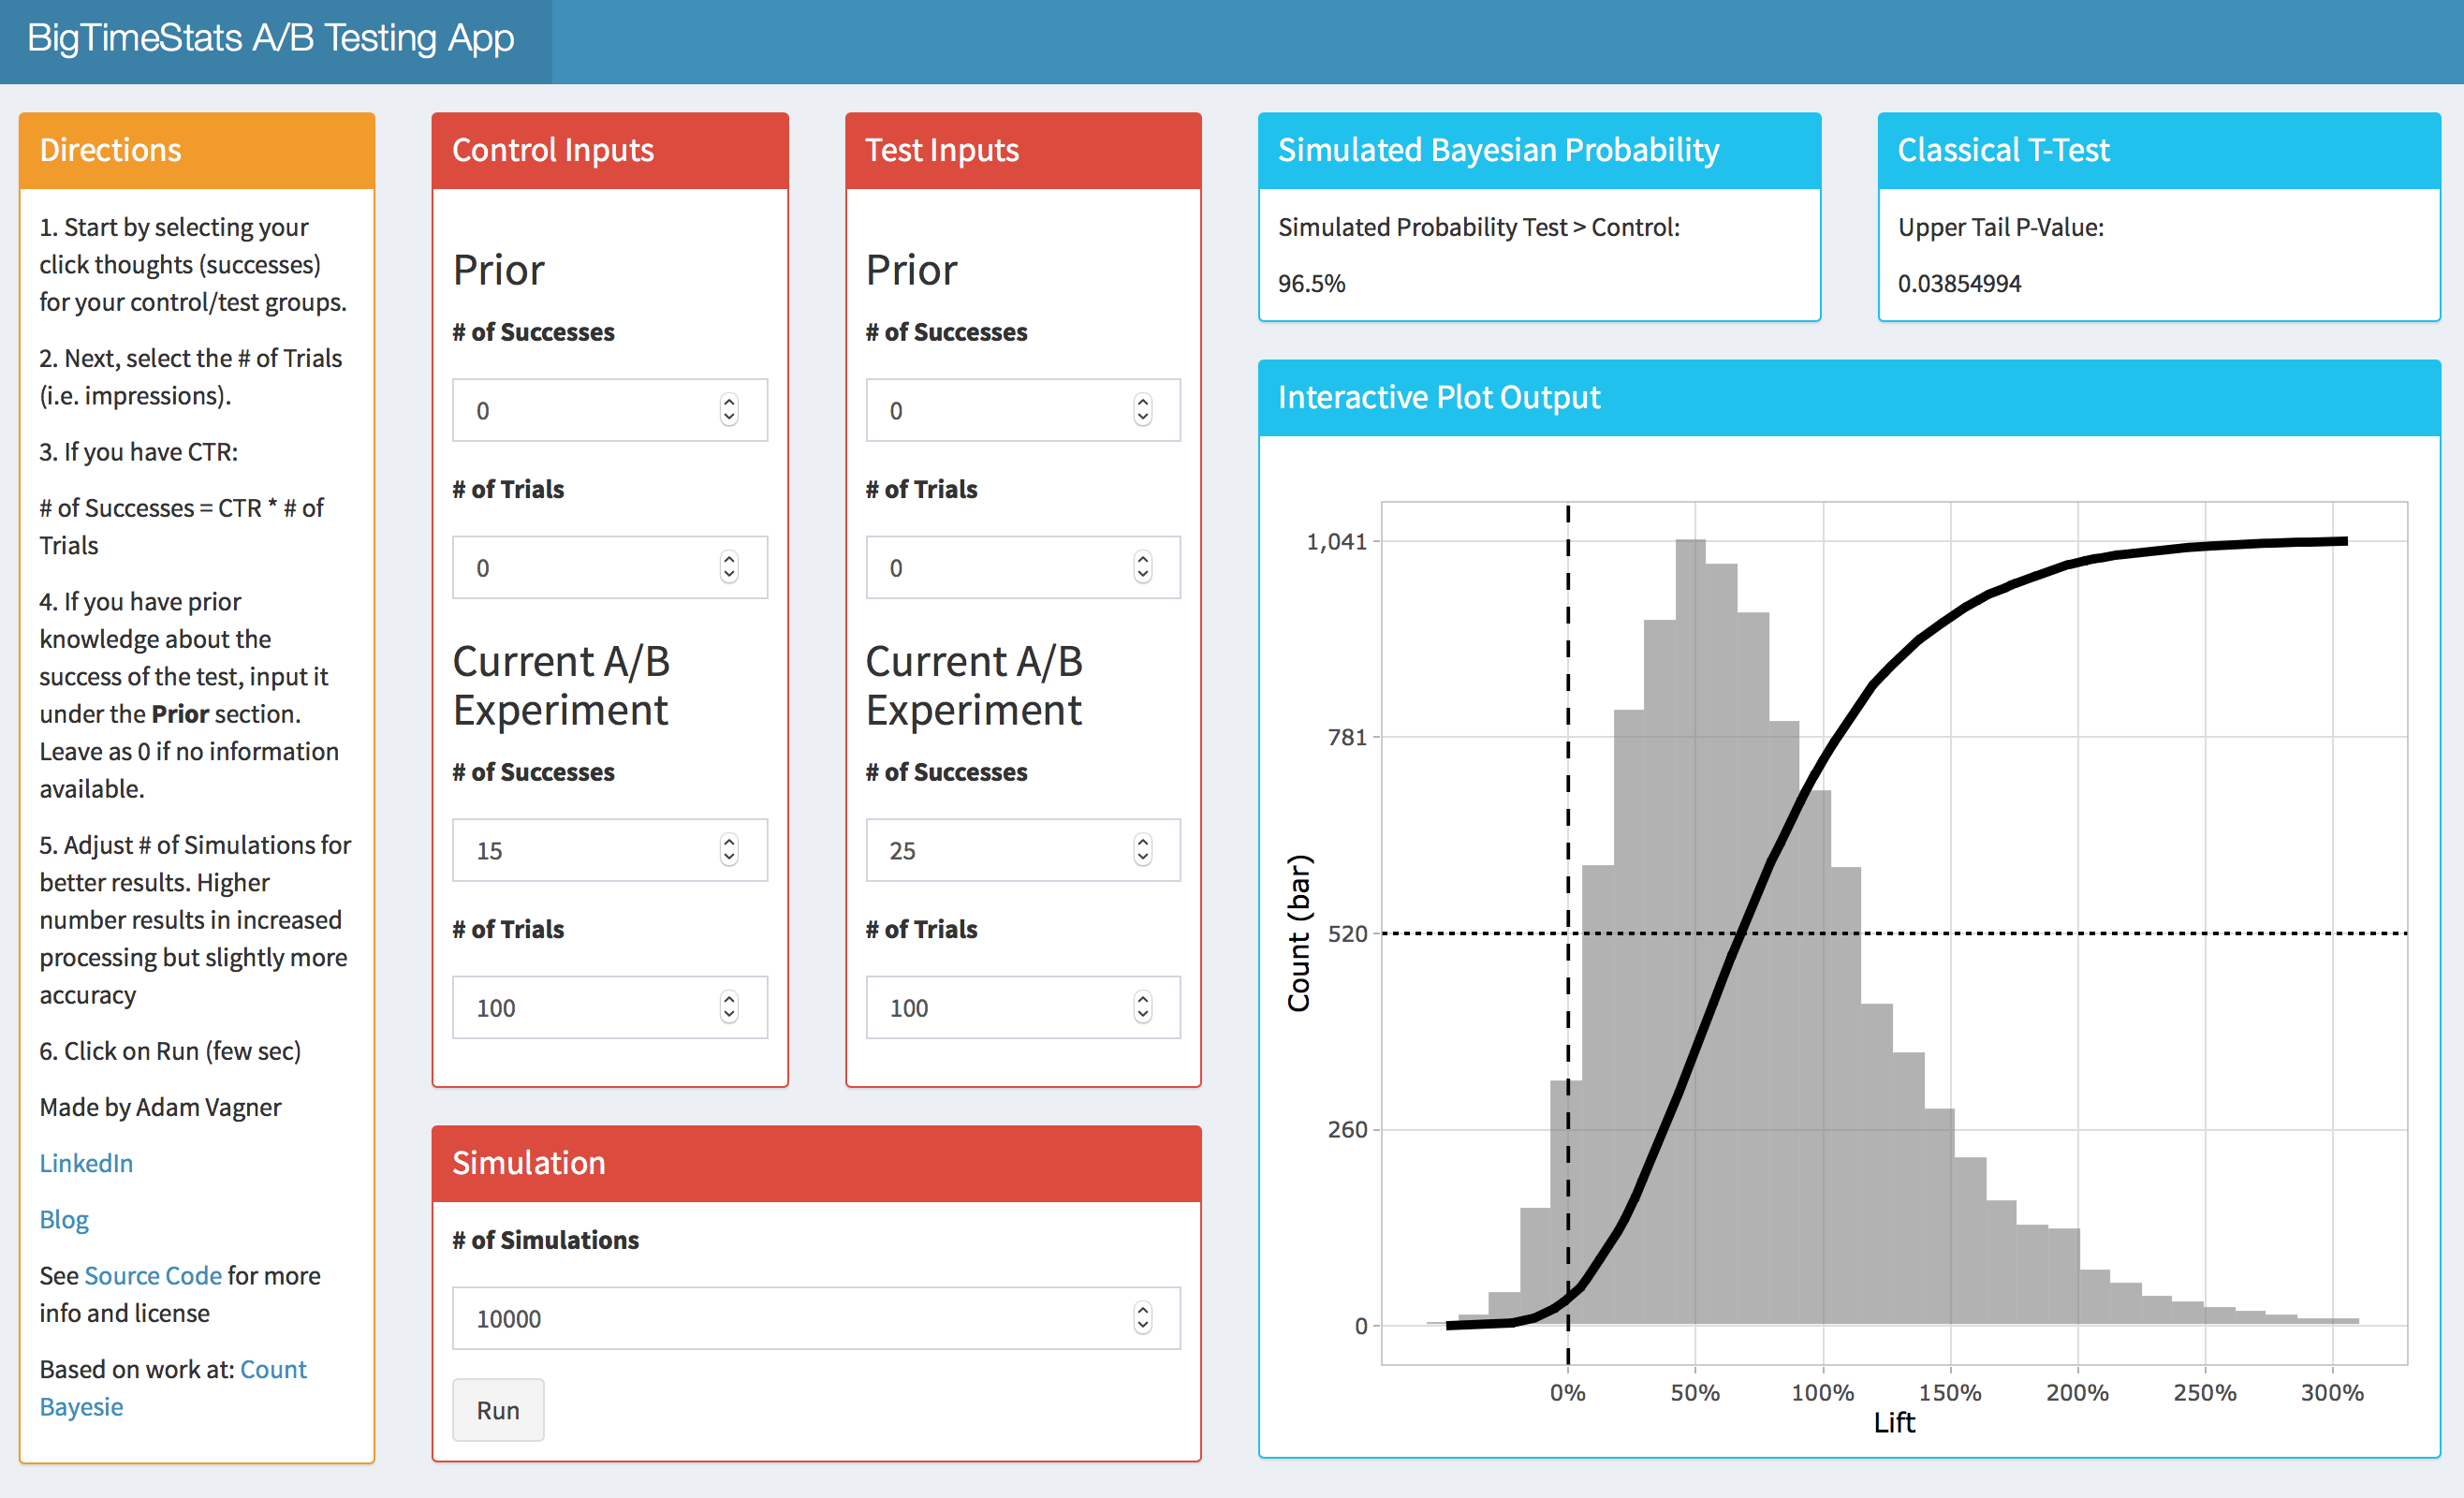 BigTimeStats A/B Testing App
Directions
1. Start by selecting your
click thoughts (successes)
for your control/test groups.
2. Next, select the # of Trials
(i.e. impressions).
3. If you have CTR:
# of Successes = CTR * # of
Trials
4. If you have prior
knowledge about the
success of the test, input it
under the Prior section.
Leave as 0 if no information
available.
5. Adjust # of Simulations for
better results. Higher
number results in increased
processing but slightly more
accuracy
6. Click on Run (few sec)
Made by Adam Vagner
LinkedIn
Blog
See Source Code for more
info and license
Based on work at: Count
Bayesie
Control Inputs
Prior
# of Successes
0
# of Trials
0
Current A/B
Experiment
# of Successes
15
# of Trials
100
Test Inputs
Prior
# of Successes
0
# of Trials
0
Current A/B
Experiment
# of Successes
25
# of Trials
100
Simulation
# of Simulations
10000
Run
Simulated Bayesian Probability
Simulated Probability Test > Control:
96.5%
Classical T-Test
Upper Tail P-Value:
0.03854994
Interactive Plot Output
Count (bar)
1,041
781
520
260
0
0% 50% 100% 150% 200% 250% 300%
Lift